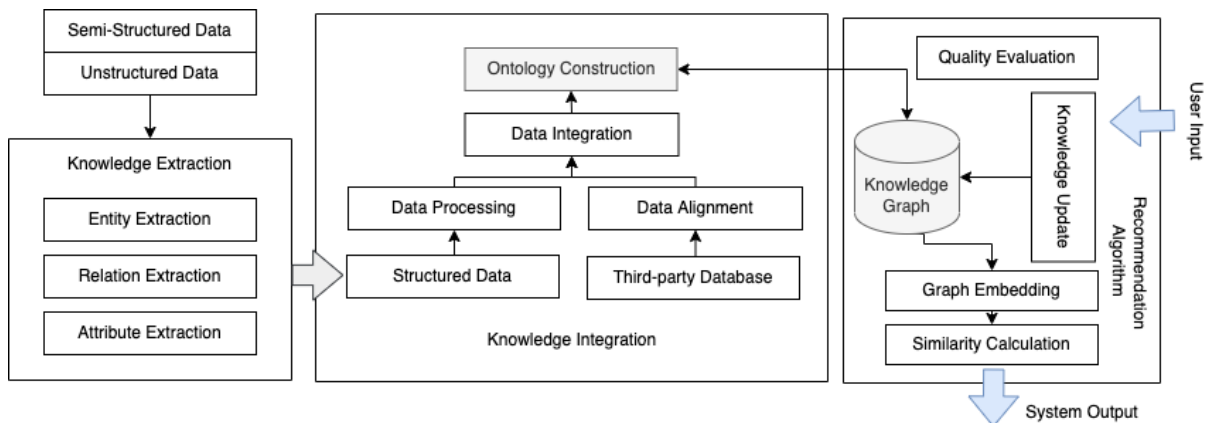 Semi-Structured Data
Unstructured Data
Knowledge Extraction
Entity Extraction
Relation Extraction
Attribute Extraction
Ontology Construction
Data Integration
Data Processing
Data Alignment
Structured Data
Third-party Database
Knowledge Integration
Quality Evaluation
Knowledge
Graph
Knowledge Update
Graph Embedding
Similarity Calculation
Recommendation
Algorithm
User Input
System Output